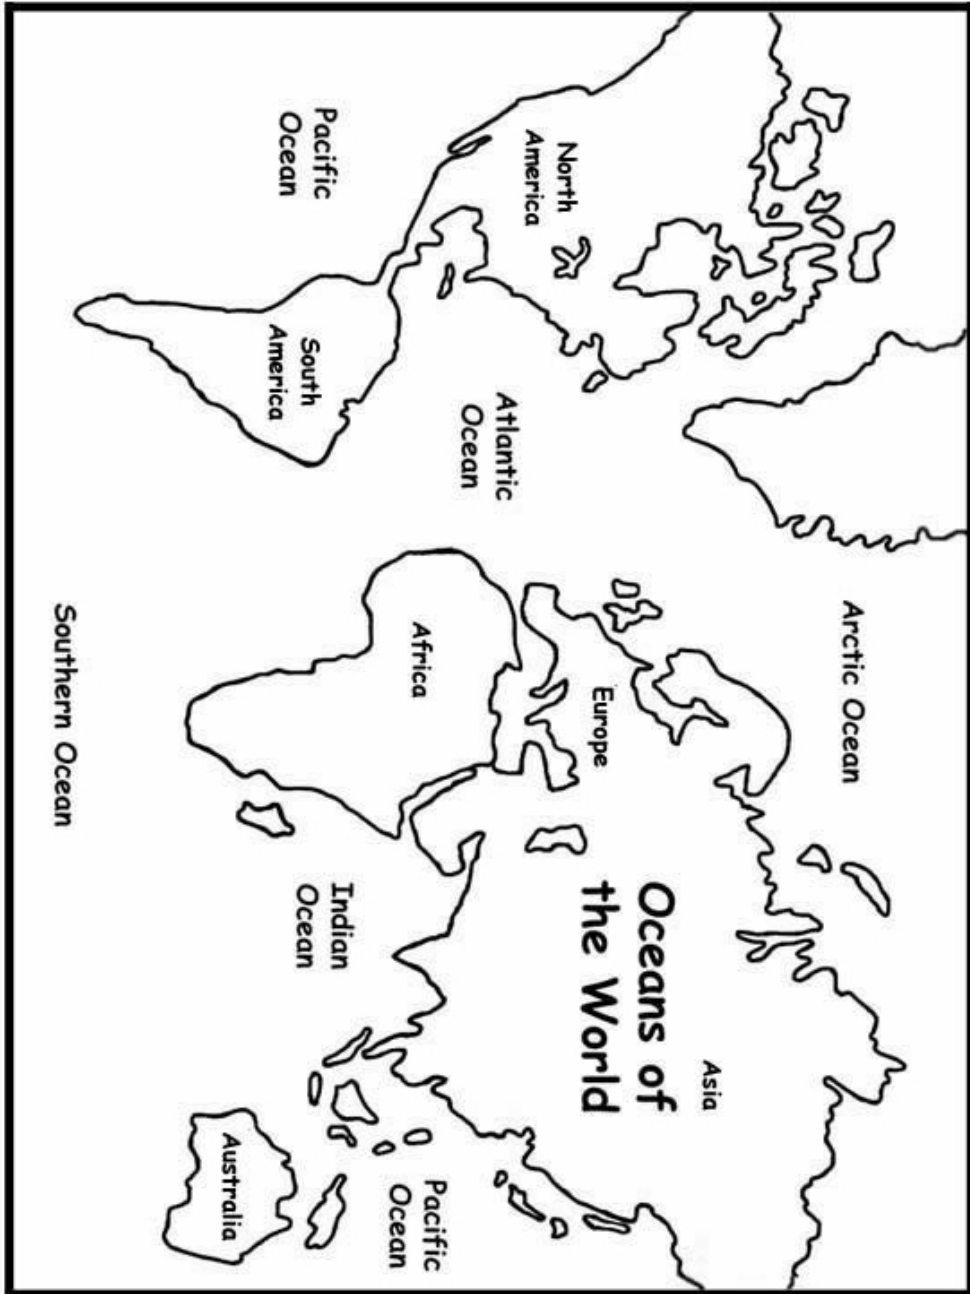 Arctic Ocean
North
America
Europe
Asia
Oceans of
the World
Atlantic
Ocean
Pacific
Ocean
Africa
Pacific
Ocean
South
America
Indian
Ocean
Australia
Southern Ocean